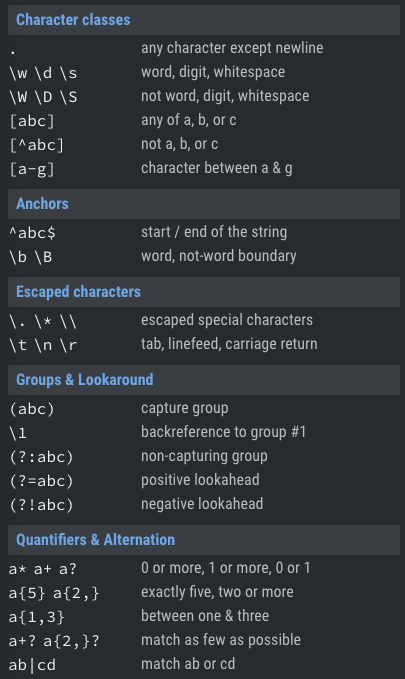 Character classes
. any character except newline
\w \d \s word, digit, whitespace
\W \D \S not word, digit, whitespace
[abc] any of a, b, or c
[^abc] not a, b, or c
[a-g] character between a & g
Anchors
^abc$ start / end of the string
\b \B word, not-word boundary
Escaped characters
\. \* \\ escaped special characters
\t \n \r tab, linefeed, carriage return
Groups & Lookaround
(abc) capture group
\1 backreference to group #1
(?:abc) non-capturing group
(?=abc) positive lookahead
(?!abc) negative lookahead
Quantifiers & Alternation
a* a+ a? 0 or more, 1 or more, 0 or 1
a{5} a{2,} exactly five, two or more
a{1,3} between one & three
a+? a{2,}? match as few as possible
ab|cd match ab or cd